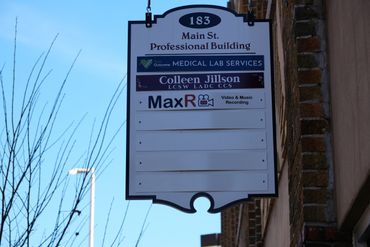 183
Main St.
Professional Building
MEDICAL LAB SERVICES
Colleen Jillson
LCSW LADC CCS
MaxR Video & Music
Recording